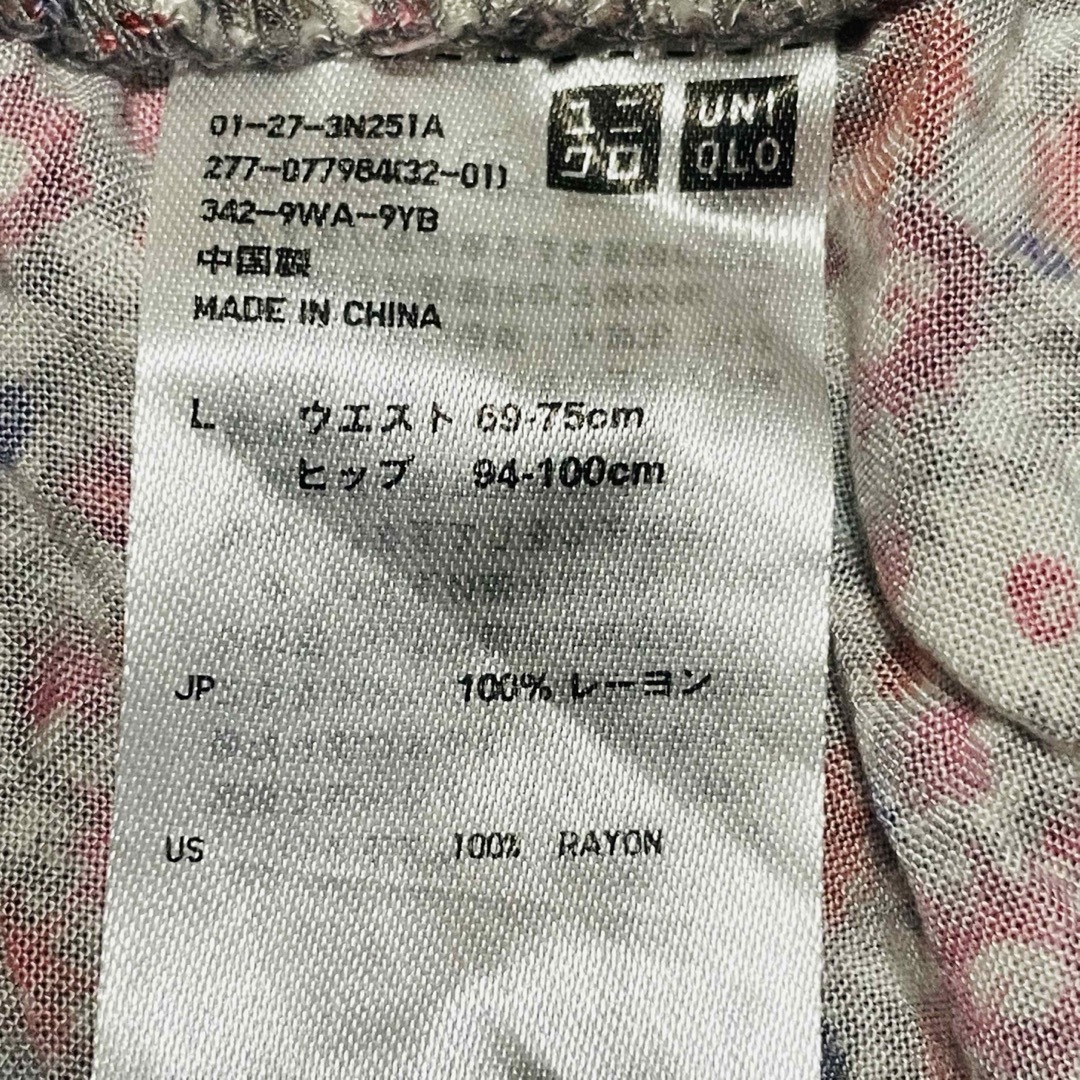 ユニクロ
UNIQLO
01-27-3N251A
277-077984(32-01)
342-9WA-9YB
中国製
MADE IN CHINA
L ウエスト 69-75cm
ヒップ 94-100cm
JP 100% レーヨン
US 100% RAYON